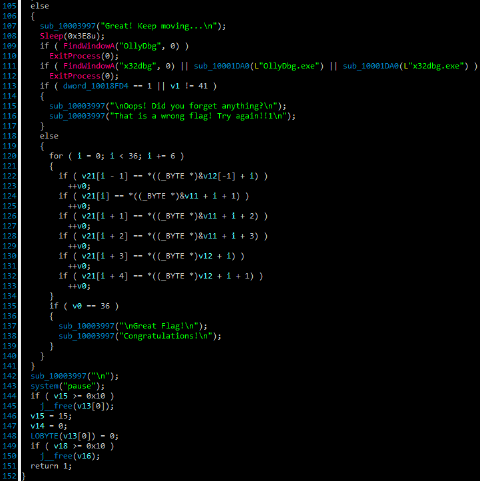 105 else
106 {
107 sub_10003997("Great! Keep moving...\n");
108 Sleep(0x3E8u);
109 if ( FindWindowA("OllyDbg", 0) )
110 ExitProcess(0);
111 if ( FindWindowA("x32dbg", 0) || sub_10001DA0(L"OllyDbg.exe") || sub_10001DA0(L"x32dbg.exe") )
112 ExitProcess(0);
113 if ( dword_10018FD4 == 1 || v1 != 41 )
114 {
115 sub_10003997("\nOops! Did you forget anything?\n");
116 sub_10003997("That is a wrong flag! Try again!!1\n");
117 }
118 else
119 {
120 for ( i = 0; i < 36; i += 6 )
121 {
122 if ( v21[i - 1] == *((_BYTE *)&v12[-1] + i) )
123 ++v0;
124 if ( v21[i] == *((_BYTE *)&v11 + i + 1) )
125 ++v0;
126 if ( v21[i + 1] == *((_BYTE *)&v11 + i + 2) )
127 ++v0;
128 if ( v21[i + 2] == *((_BYTE *)&v11 + i + 3) )
129 ++v0;
130 if ( v21[i + 3] == *((_BYTE *)v12 + i) )
131 ++v0;
132 if ( v21[i + 4] == *((_BYTE *)v12 + i + 1) )
133 ++v0;
134 }
135 if ( v0 == 36 )
136 {
137 sub_10003997("\nGreat Flag!\n");
138 sub_10003997("Congratulations!\n");
139 }
140 }
141 }
142 sub_10003997("\n");
143 system("pause");
144 if ( v15 >= 0x10 )
145 j__free(v13[0]);
146 v15 = 15;
147 v14 = 0;
148 LOBYTE(v13[0]) = 0;
149 if ( v18 >= 0x10 )
150 j__free(v16);
151 return 1;
152 }